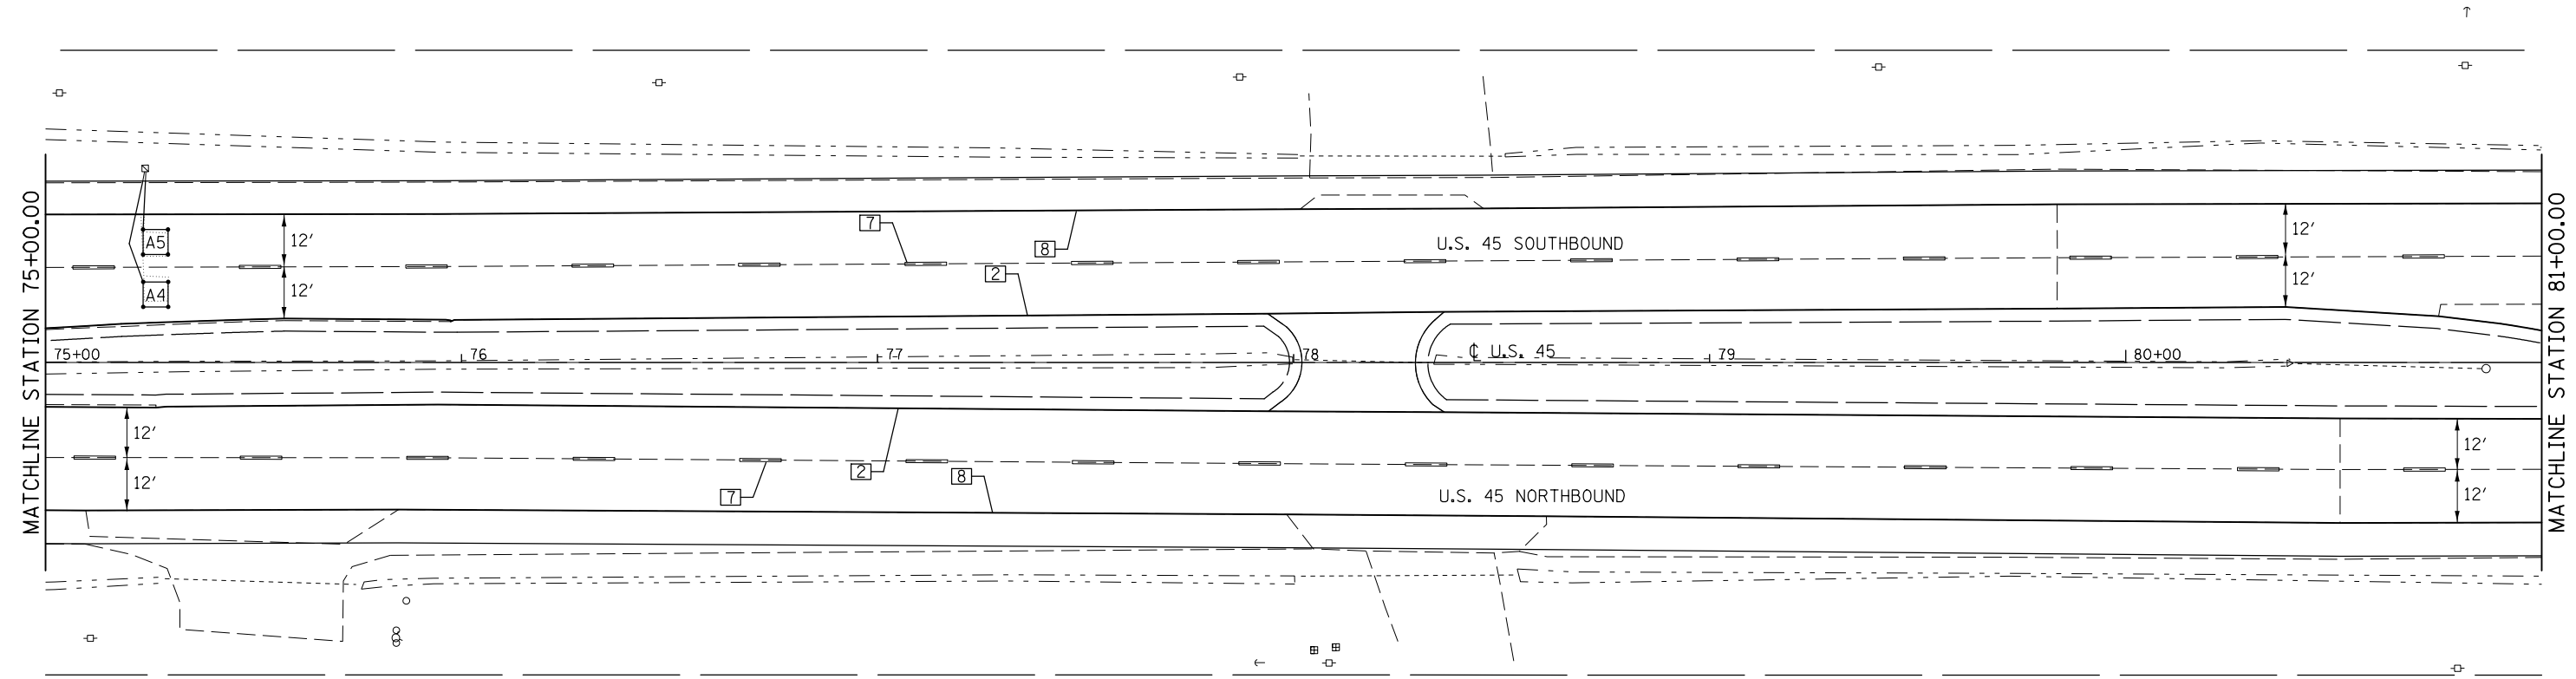 MATCHLINE STATION 75+00.00
A5
A4
12'
12'
7
8
2
U.S. 45 SOUTHBOUND
12'
12'
75+00
76
77
78
℄ U.S. 45
79
80+00
12'
12'
7
2
8
U.S. 45 NORTHBOUND
12'
12'
MATCHLINE STATION 81+00.00